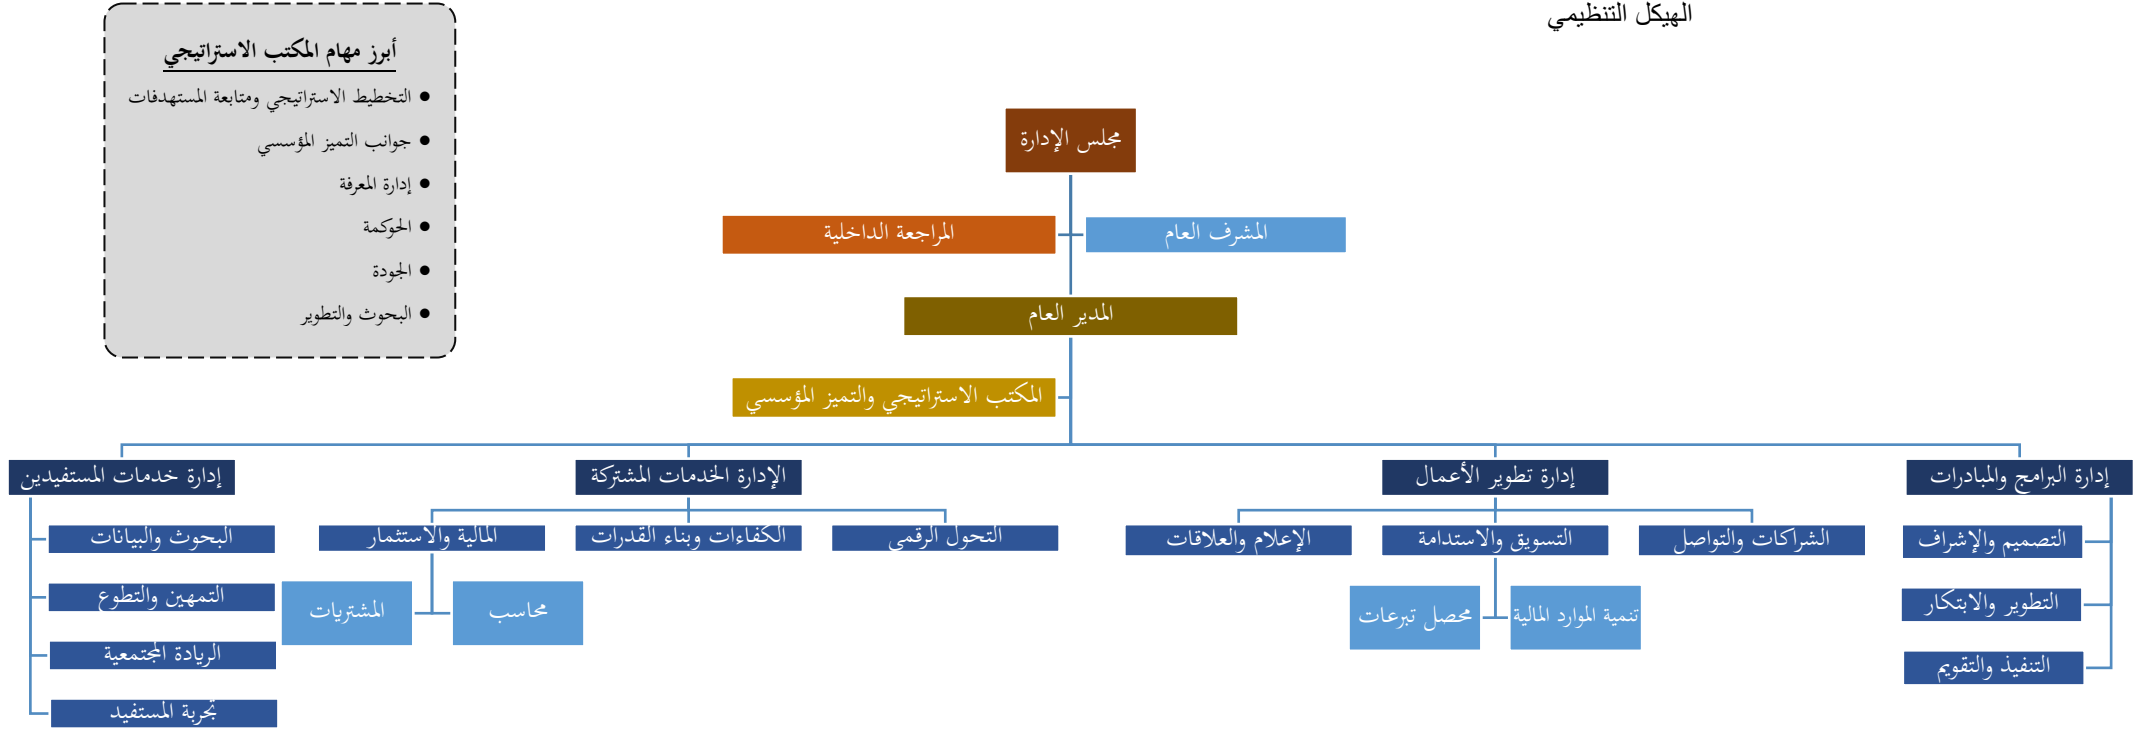 الهيكل التنظيمي
أبرز مهام المكتب الاستراتيجي
● التخطيط الاستراتيجي ومتابعة المستهدفات
● جوانب التميز المؤسسي
● إدارة المعرفة
● الحوكمة
● الجودة
● البحوث والتطوير
مجلس الإدارة
المشرف العام
المراجعة الداخلية
المدير العام
المكتب الاستراتيجي والتميز المؤسسي
إدارة البرامج والمبادرات
إدارة تطوير الأعمال
الإدارة الخدمات المشتركة
إدارة خدمات المستفيدين
التصميم والإشراف
التطوير والابتكار
التنفيذ والتقويم
الشراكات والتواصل
التسويق والاستدامة
الإعلام والعلاقات
تنمية الموارد المالية
محصل تبرعات
التحول الرقمي
الكفاءات وبناء القدرات
المالية والاستثمار
محاسب
المشتريات
البحوث والبيانات
التمهين والتطوع
الريادة المجتمعية
تجربة المستفيد